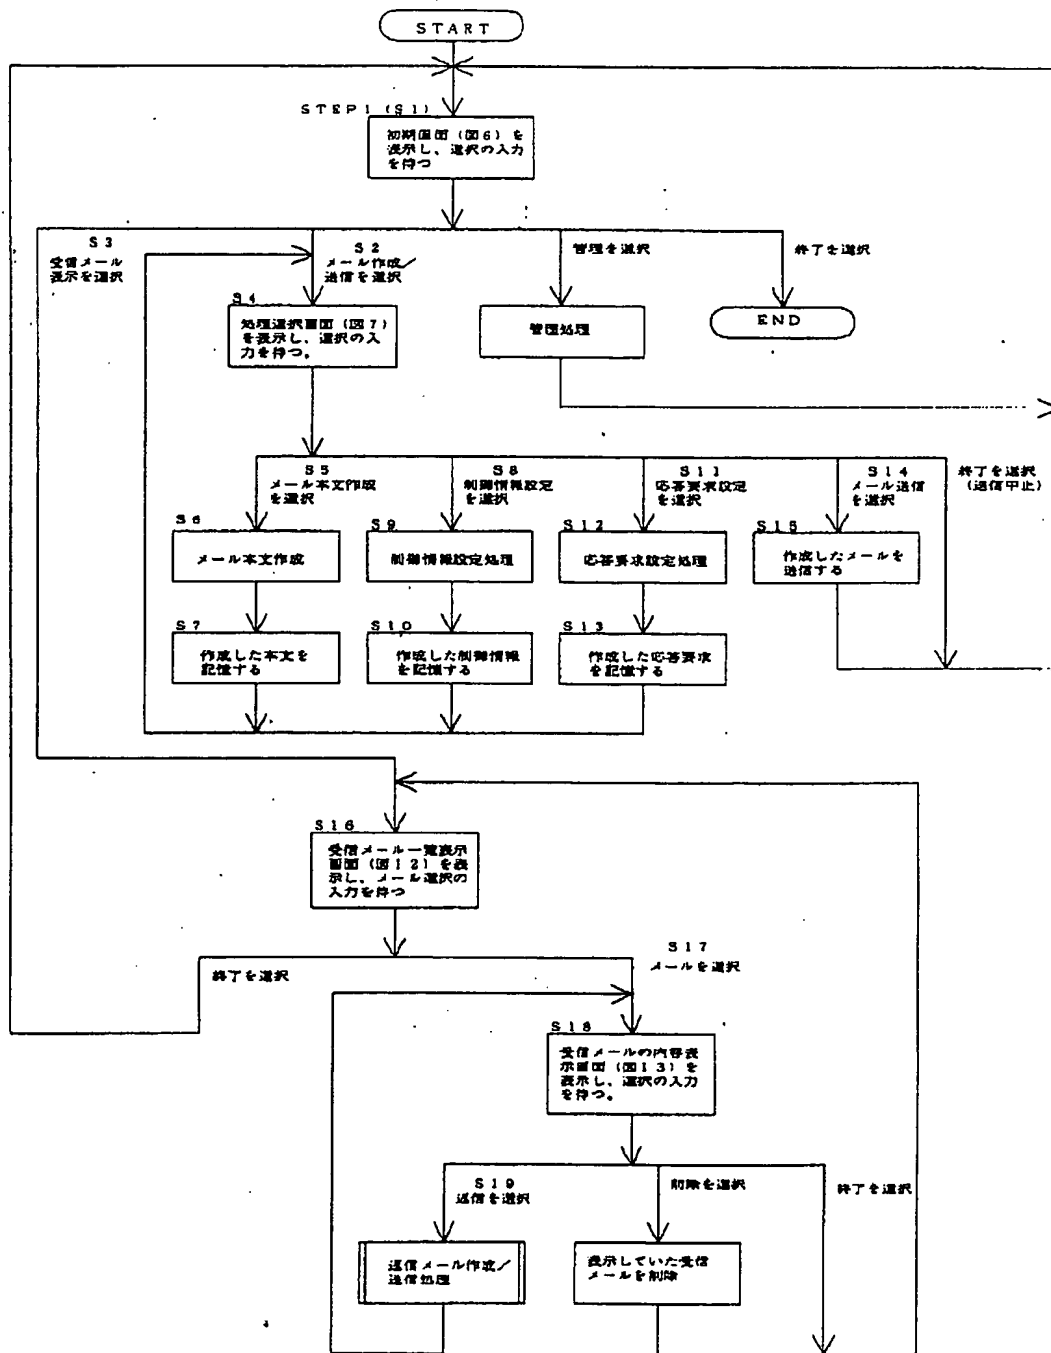 START
STEP1 (S1)
初期画面（図6）を
表示し、選択の入力
を待つ
S3
受信メール
表示を選択
S2
メール作成／
送信を選択
管理を選択
終了を選択
S4
処理選択画面（図7）
を表示し、選択の入
力を待つ。
管理処理
END
S5
メール本文作成
を選択
S8
制御情報設定
を選択
S11
応答要求設定
を選択
S14
メール送信
を選択
終了を選択
（送信中止）
S6
メール本文作成
S9
制御情報設定処理
S12
応答要求設定処理
S15
作成したメールを
送信する
S7
作成した本文を
記憶する
S10
作成した制御情報
を記憶する
S13
作成した応答要求
を記憶する
S16
受信メール一覧表示
画面（図12）を表
示し、メール選択の
入力を待つ
終了を選択
S17
メールを選択
S18
受信メールの内容表
示画面（図13）を
表示し、選択の入力
を待つ。
S19
返信を選択
削除を選択
終了を選択
返信メール作成／
送信処理
表示していた受信
メールを削除